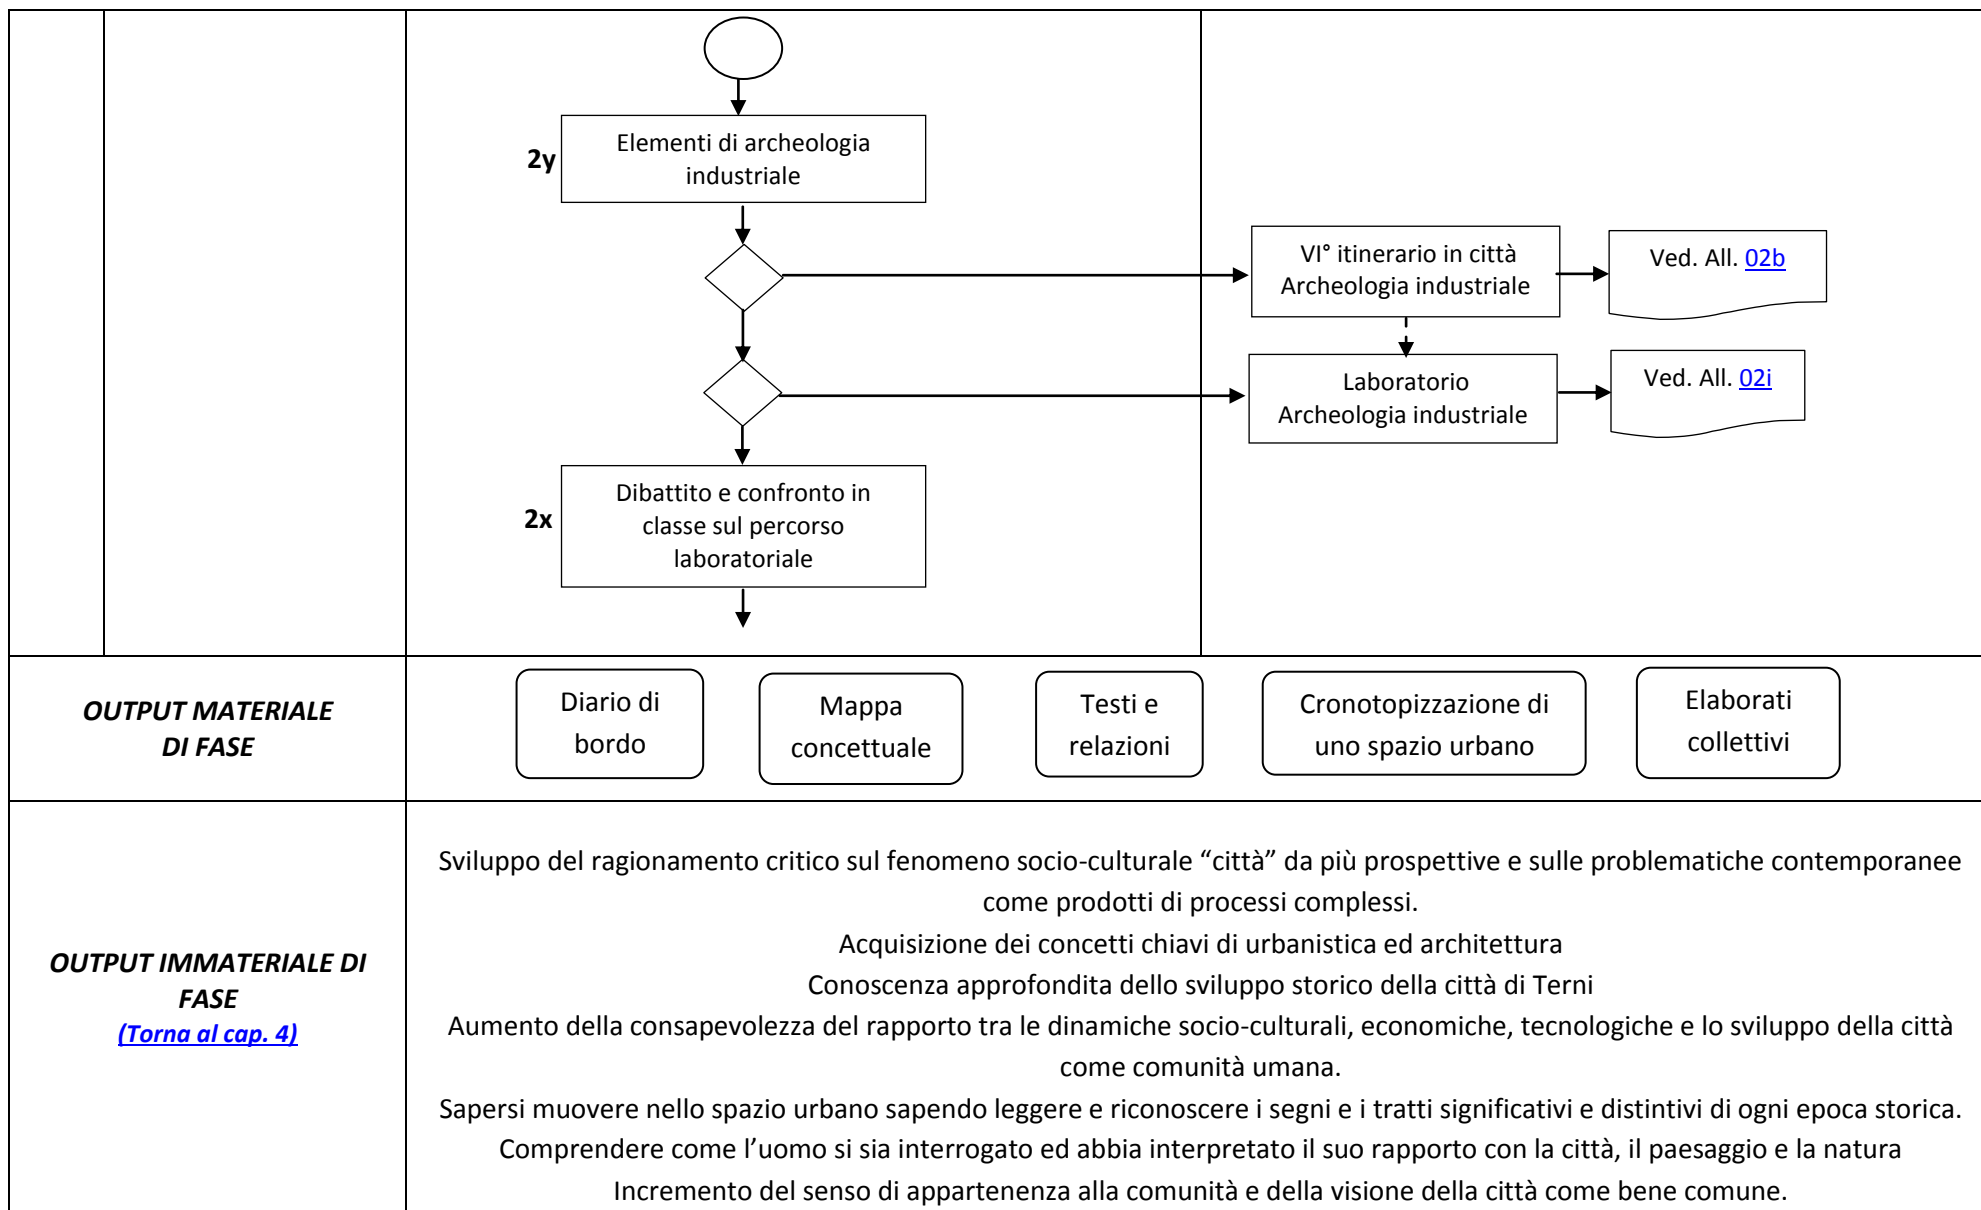 2y
Elementi di archeologia
industriale
VI° itinerario in città
Archeologia industriale
Ved. All. 02b
Laboratorio
Archeologia industriale
Ved. All. 02i
2x
Dibattito e confronto in
classe sul percorso
laboratoriale
OUTPUT MATERIALE
DI FASE
Diario di
bordo
Mappa
concettuale
Testi e
relazioni
Cronotopizzazione di
uno spazio urbano
Elaborati
collettivi
OUTPUT IMMATERIALE DI
FASE
(Torna al cap. 4)
Sviluppo del ragionamento critico sul fenomeno socio-culturale “città” da più prospettive e sulle problematiche contemporanee
come prodotti di processi complessi.
Acquisizione dei concetti chiavi di urbanistica ed architettura
Conoscenza approfondita dello sviluppo storico della città di Terni
Aumento della consapevolezza del rapporto tra le dinamiche socio-culturali, economiche, tecnologiche e lo sviluppo della città
come comunità umana.
Sapersi muovere nello spazio urbano sapendo leggere e riconoscere i segni e i tratti significativi e distintivi di ogni epoca storica.
Comprendere come l’uomo si sia interrogato ed abbia interpretato il suo rapporto con la città, il paesaggio e la natura
Incremento del senso di appartenenza alla comunità e della visione della città come bene comune.